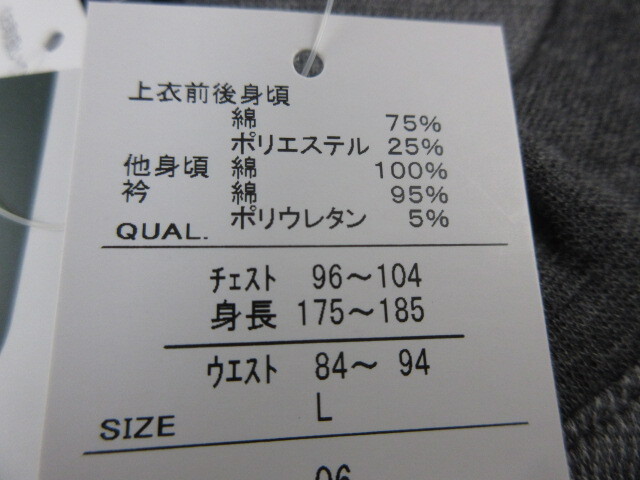 上衣前後身頃
綿 75%
ポリエステル 25%
他身頃 綿 100%
衿 綿 95%
ポリウレタン 5%
QUAL.
チェスト 96～104
身長 175～185
ウエスト 84～ 94
L
SIZE
06